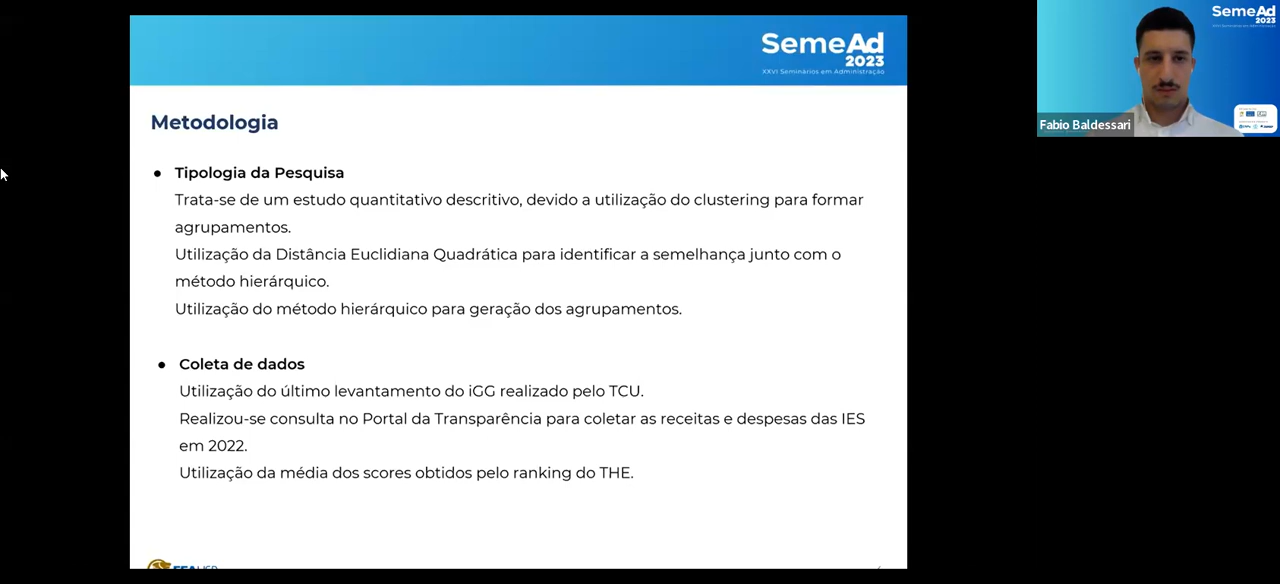 SemeAd
2023
XXVI Seminários em Administração
Metodologia
● Tipologia da Pesquisa
Trata-se de um estudo quantitativo descritivo, devido a utilização do clustering para formar
agrupamentos.
Utilização da Distância Euclidiana Quadrática para identificar a semelhança junto com o
método hierárquico.
Utilização do método hierárquico para geração dos agrupamentos.
● Coleta de dados
Utilização do último levantamento do iGG realizado pelo TCU.
Realizou-se consulta no Portal da Transparência para coletar as receitas e despesas das IES
em 2022.
Utilização da média dos scores obtidos pelo ranking do THE.
SemeAd
2023
Fabio Baldessari